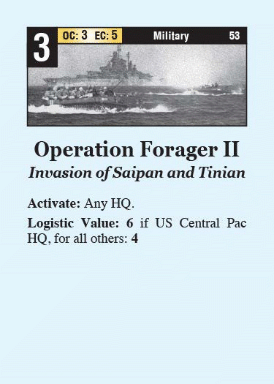 3
OC: 3 EC: 5 Military 53
Operation Forager II
Invasion of Saipan and Tinian
Activate: Any HQ.
Logistic Value: 6 if US Central Pac
HQ, for all others: 4